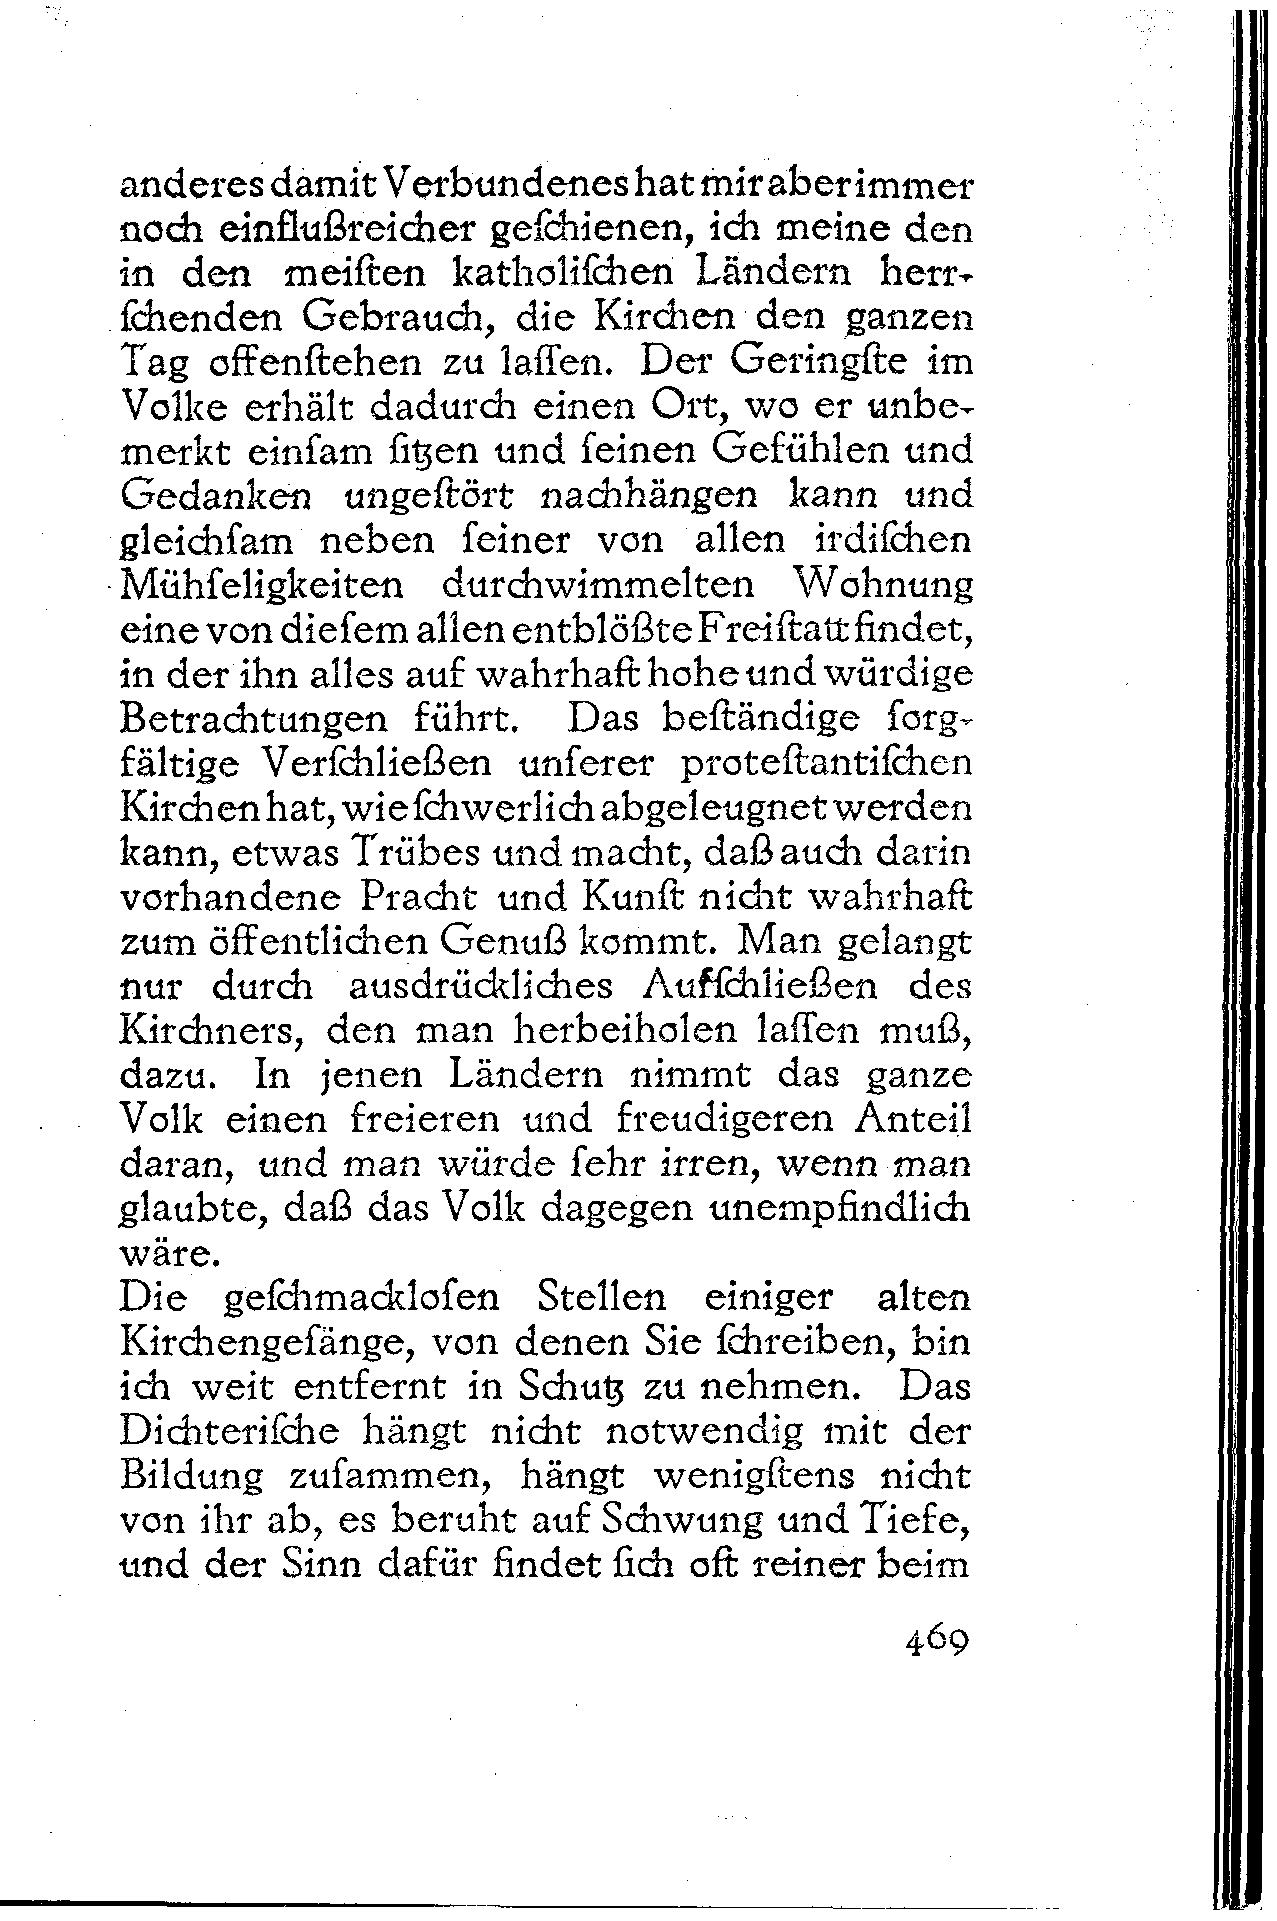 anderes damit Verbundenes hat mir aber immer
noch einflußreicher geſchienen, ich meine den
in den meiſten katholiſchen Ländern herr-
ſchenden Gebrauch, die Kirchen den ganzen
Tag offenſtehen zu laſſen. Der Geringſte im
Volke erhält dadurch einen Ort, wo er unbe-
merkt einſam ſitzen und ſeinen Gefühlen und
Gedanken ungeſtört nachhängen kann und
gleichſam neben ſeiner von allen irdiſchen
Mühſeligkeiten durchwimmelten Wohnung
eine von dieſem allen entblößte Freiſtatt findet,
in der ihn alles auf wahrhaft hohe und würdige
Betrachtungen führt. Das beſtändige ſorg-
fältige Verſchließen unſerer proteſtantiſchen
Kirchen hat, wie ſchwerlich abgeleugnet werden
kann, etwas Trübes und macht, daß auch darin
vorhandene Pracht und Kunſt nicht wahrhaft
zum öffentlichen Genuß kommt. Man gelangt
nur durch ausdrückliches Aufſchließen des
Kirchners, den man herbeiholen laſſen muß,
dazu. In jenen Ländern nimmt das ganze
Volk einen freieren und freudigeren Anteil
daran, und man würde ſehr irren, wenn man
glaubte, daß das Volk dagegen unempfindlich
wäre.
Die geſchmackloſen Stellen einiger alten
Kirchengeſänge, von denen Sie ſchreiben, bin
ich weit entfernt in Schutz zu nehmen. Das
Dichteriſche hängt nicht notwendig mit der
Bildung zuſammen, hängt wenigſtens nicht
von ihr ab, es beruht auf Schwung und Tiefe,
und der Sinn dafür findet ſich oft reiner beim
469